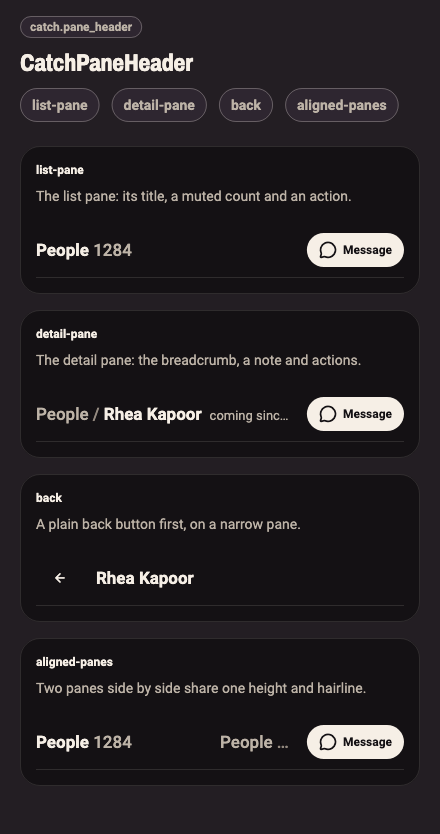 catch.pane_header
CatchPaneHeader
list-pane detail-pane back aligned-panes
list-pane
The list pane: its title, a muted count and an action.
People 1284 Message
detail-pane
The detail pane: the breadcrumb, a note and actions.
People / Rhea Kapoor coming sinc... Message
back
A plain back button first, on a narrow pane.
Rhea Kapoor
aligned-panes
Two panes side by side share one height and hairline.
People 1284 People ... Message